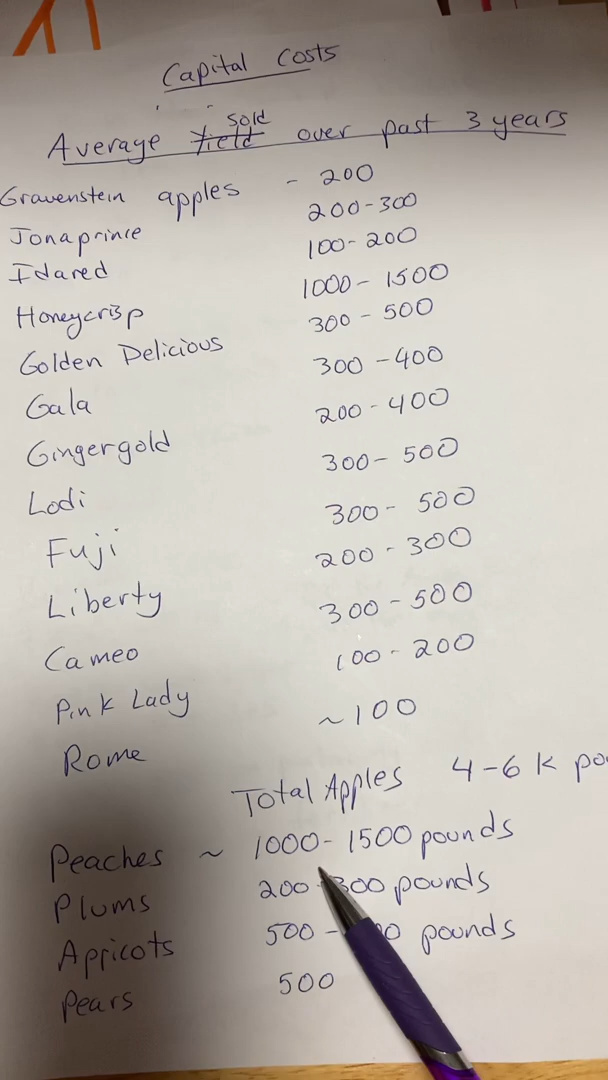 Capital Costs
sold
Average yield over past 3 years
Gravenstein apples - 200
Jonaprince 200-300
Idared 100-200
Honeycrisp 1000-1500
Golden Delicious 300-500
Gala 300-400
Gingergold 200-400
Lodi 300-500
Fuji 300-500
Liberty 200-300
Cameo 300-500
Pink Lady 100-200
Rome ~100
Total Apples 4-6 K
Peaches ~ 1000-1500 pounds
Plums 200-300 pounds
Apricots 500 - pounds
Pears 500